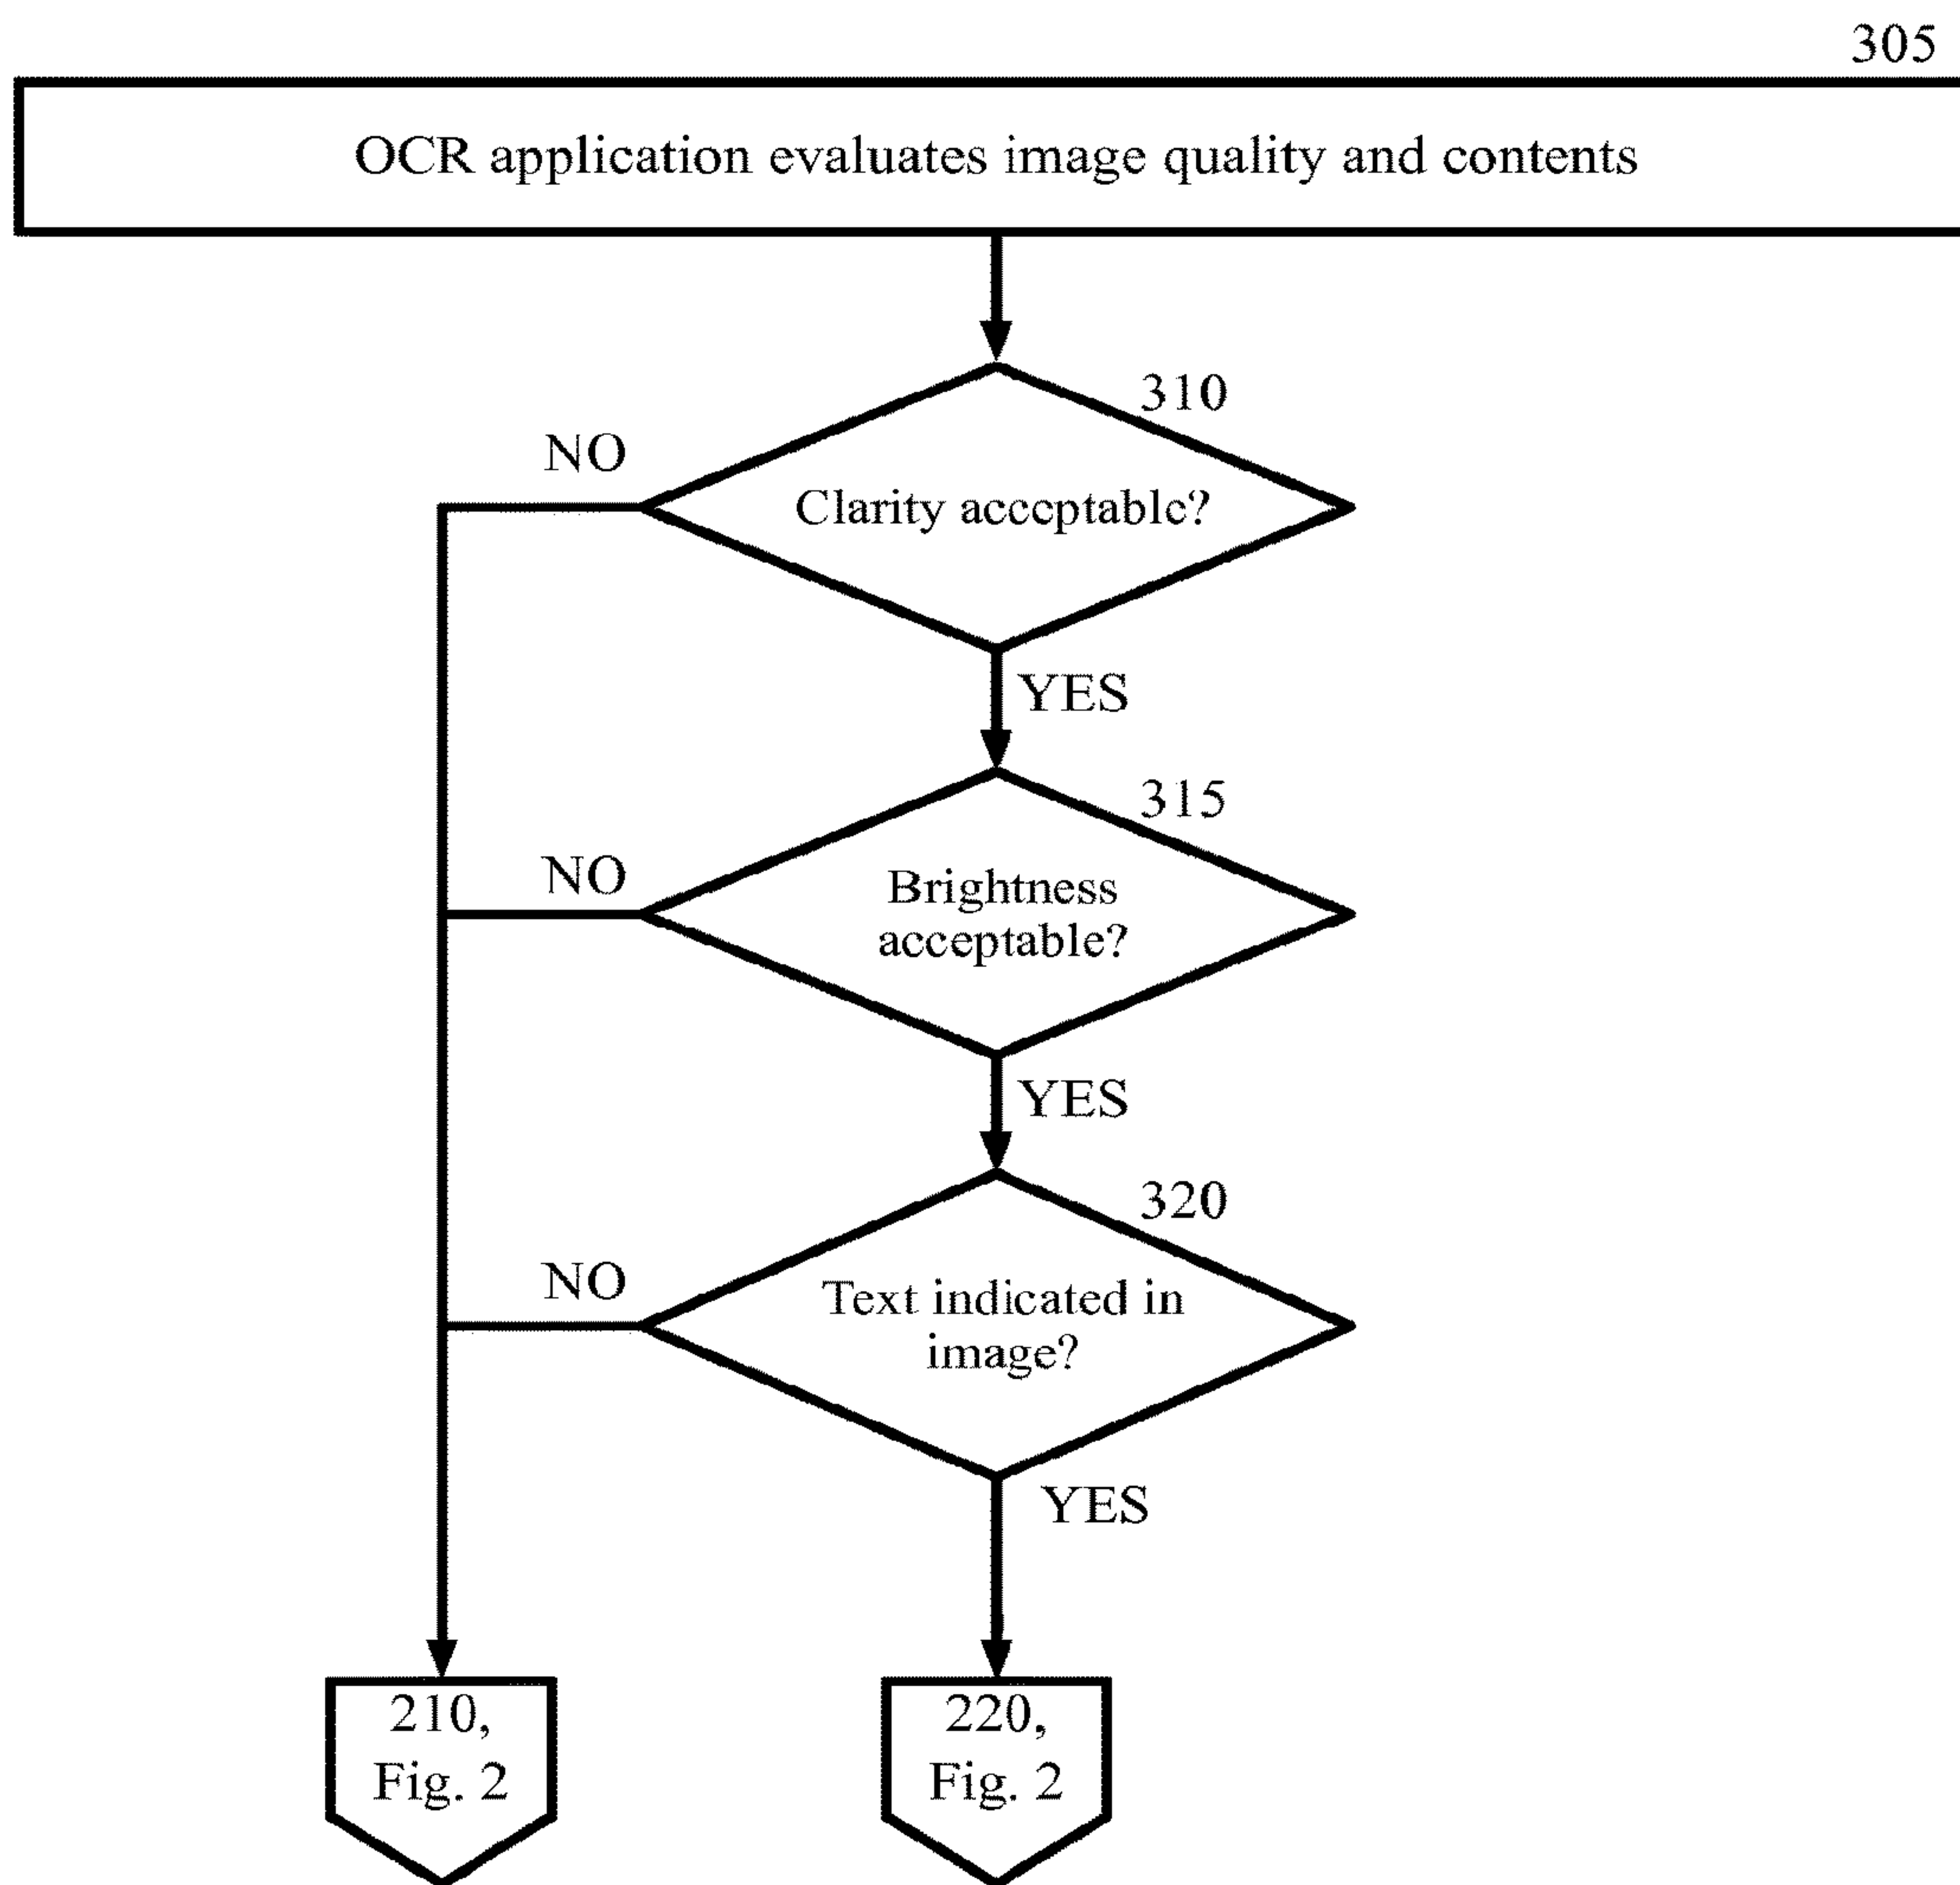 305
OCR application evaluates image quality and contents
310
NO
Clarity acceptable?
YES
315
NO
Brightness
acceptable?
YES
320
NO
Text indicated in
image?
YES
210,
Fig. 2
220,
Fig. 2